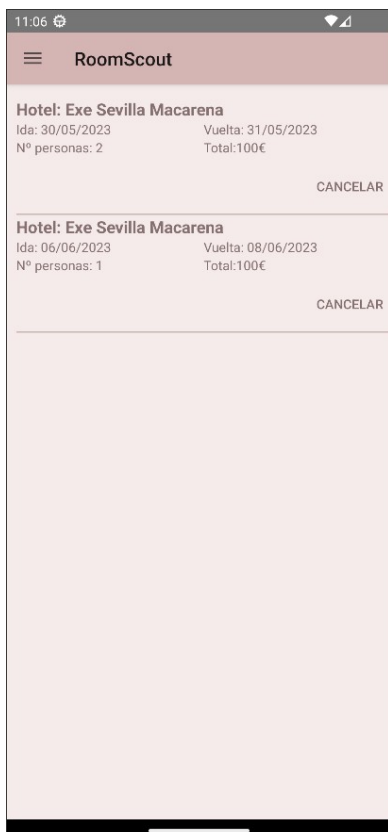 11:06
RoomScout
Hotel: Exe Sevilla Macarena
Ida: 30/05/2023 Vuelta: 31/05/2023
Nº personas: 2 Total:100€
CANCELAR
Hotel: Exe Sevilla Macarena
Ida: 06/06/2023 Vuelta: 08/06/2023
Nº personas: 1 Total:100€
CANCELAR